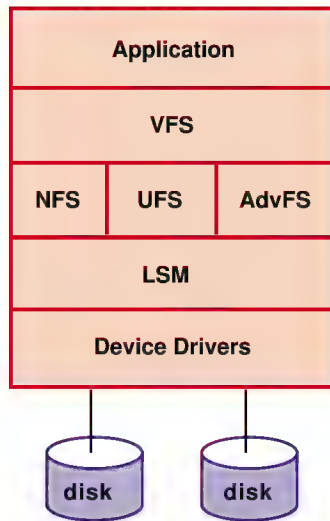 Application
VFS
NFS UFS AdvFS
LSM
Device Drivers
disk disk